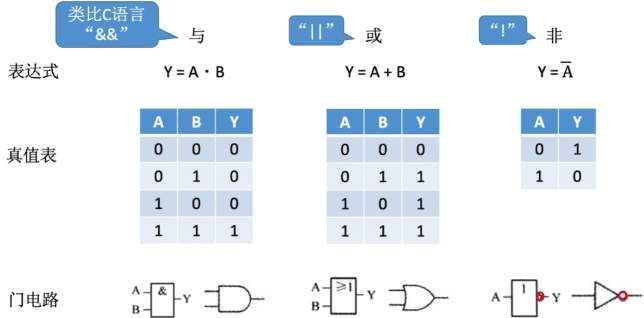 类比C语言
“&&”
与
“||”
或
“!”
非
表达式
Y = A · B
Y = A + B
Y = A̅
真值表
A B Y
0 0 0
0 1 0
1 0 0
1 1 1
A B Y
0 0 0
0 1 1
1 0 1
1 1 1
A Y
0 1
1 0
门电路
A
B
&
Y
A
B
≥1
Y
A
1
Y